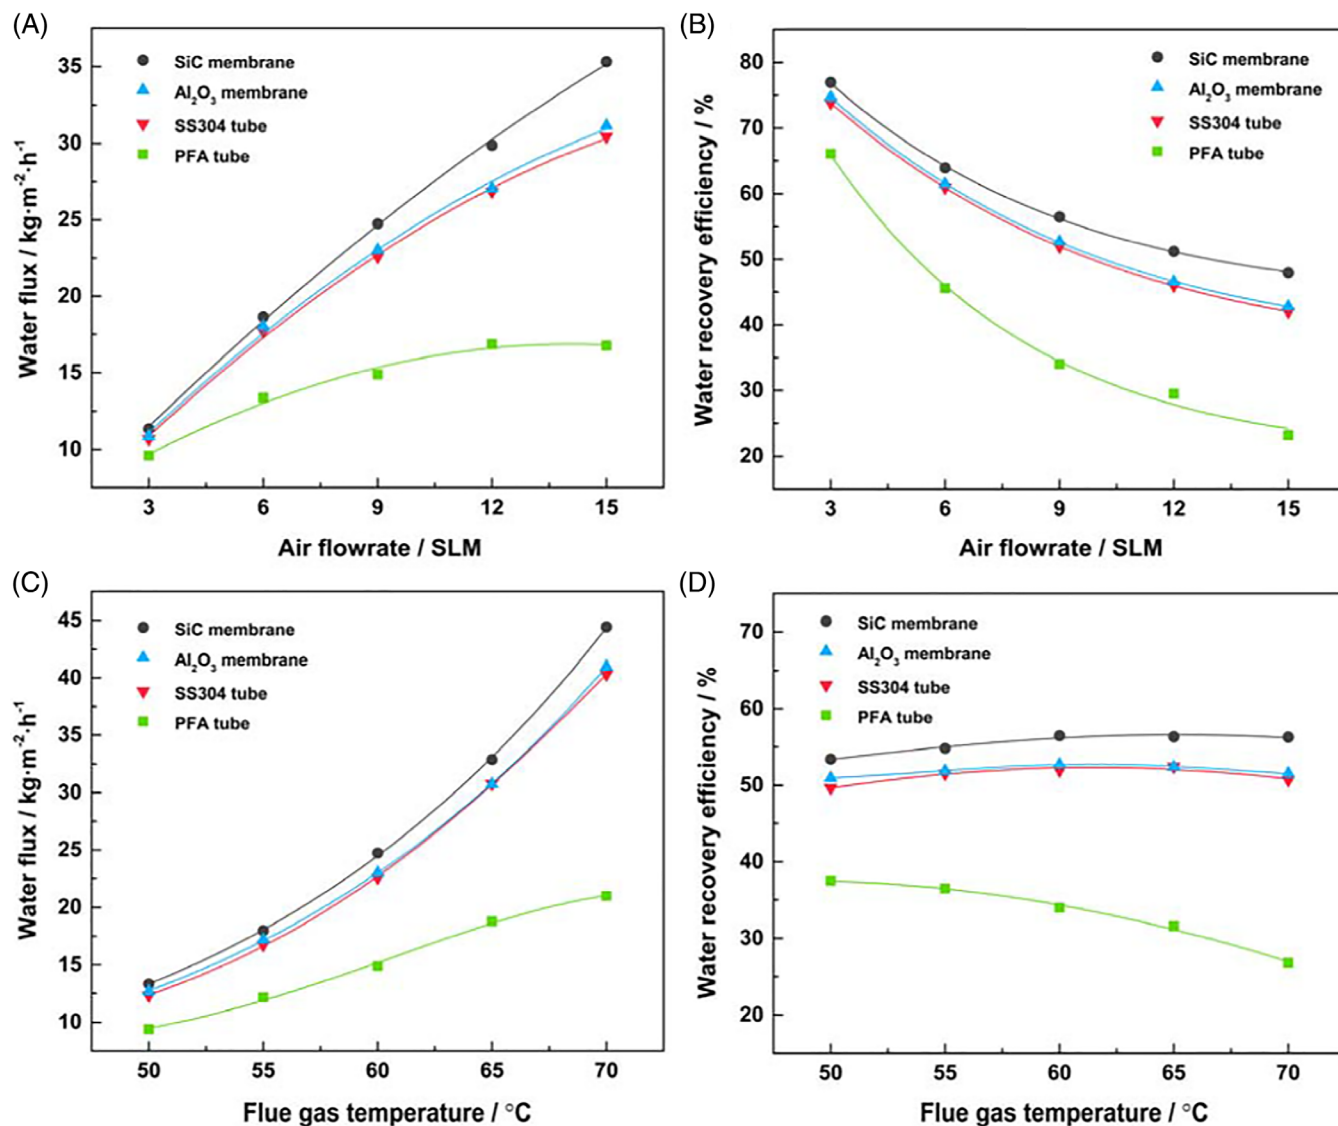 (A)
Water flux / kg·m⁻²·h⁻¹
35
30
25
20
15
10
SiC membrane
Al₂O₃ membrane
SS304 tube
PFA tube
3 6 9 12 15
Air flowrate / SLM
(B)
Water recovery efficiency / %
80
70
60
50
40
30
20
SiC membrane
Al₂O₃ membrane
SS304 tube
PFA tube
3 6 9 12 15
Air flowrate / SLM
(C)
Water flux / kg·m⁻²·h⁻¹
45
40
35
30
25
20
15
10
SiC membrane
Al₂O₃ membrane
SS304 tube
PFA tube
50 55 60 65 70
Flue gas temperature / °C
(D)
Water recovery efficiency / %
70
60
50
40
30
20
SiC membrane
Al₂O₃ membrane
SS304 tube
PFA tube
50 55 60 65 70
Flue gas temperature / °C